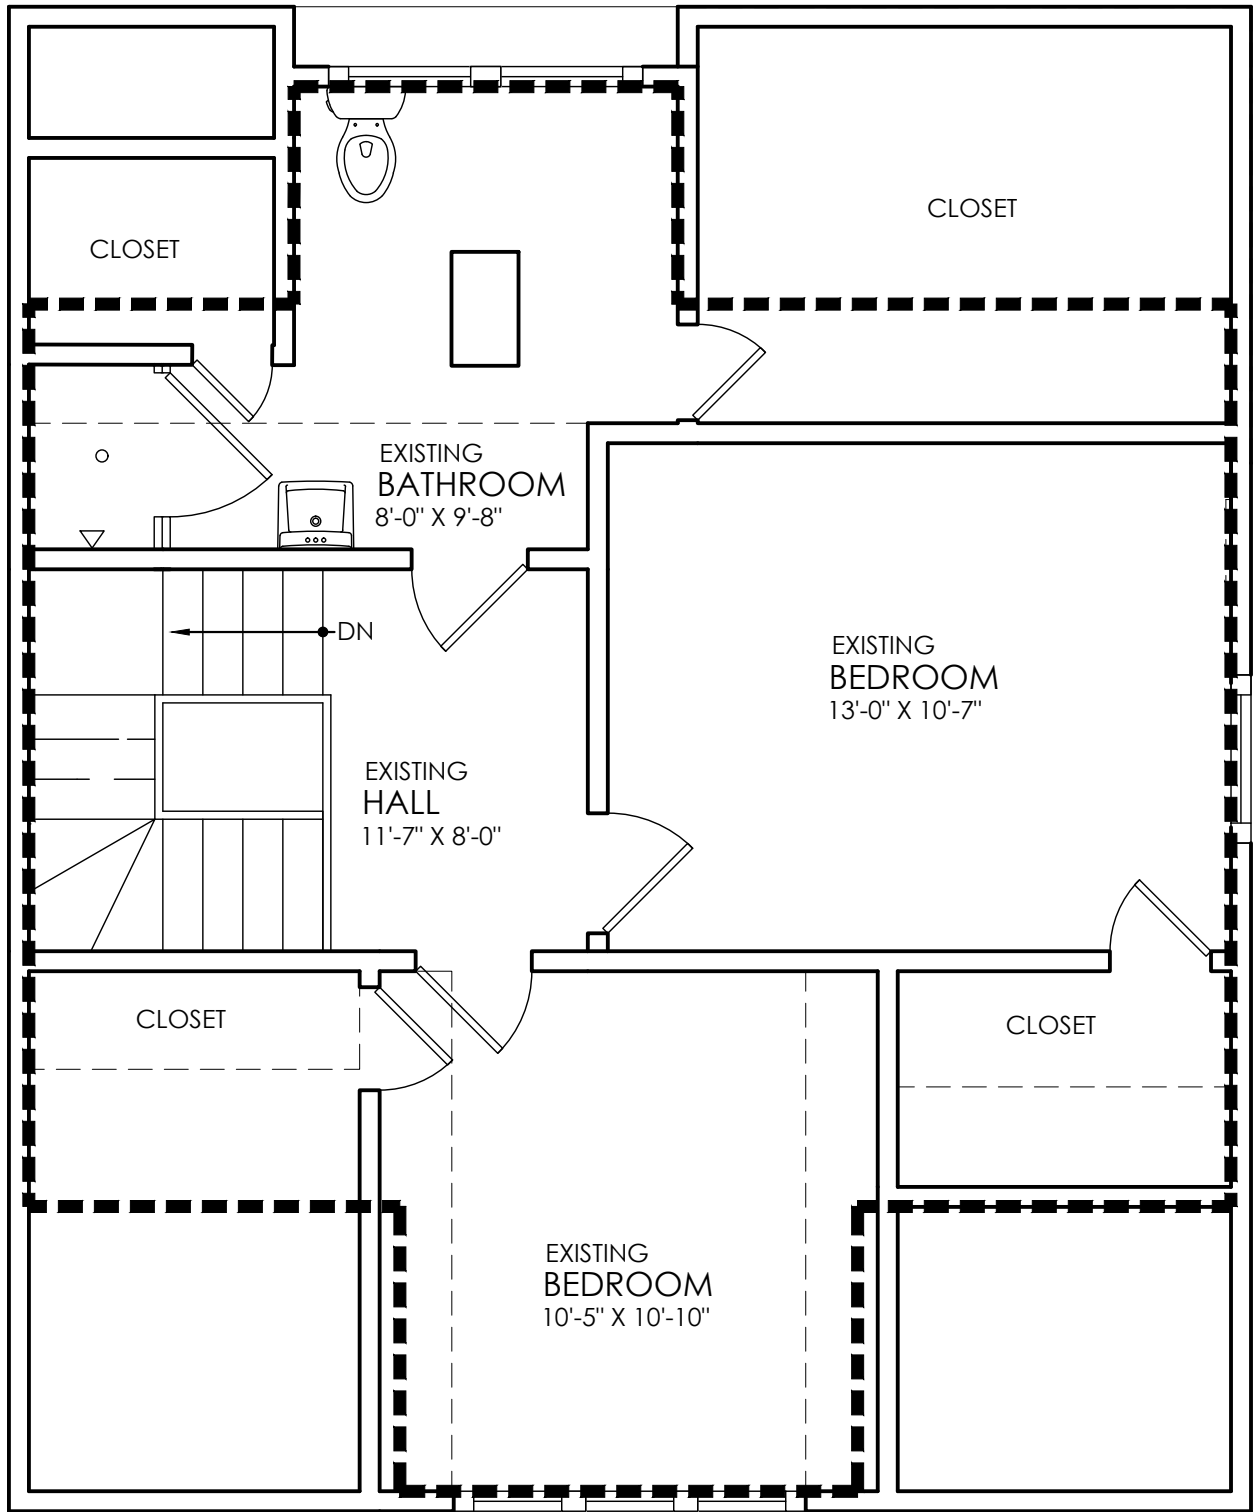 CLOSET
CLOSET
EXISTING
BATHROOM
8'-0" X 9'-8"
DN
EXISTING
BEDROOM
13'-0" X 10'-7"
EXISTING
HALL
11'-7" X 8'-0"
CLOSET
CLOSET
EXISTING
BEDROOM
10'-5" X 10'-10"